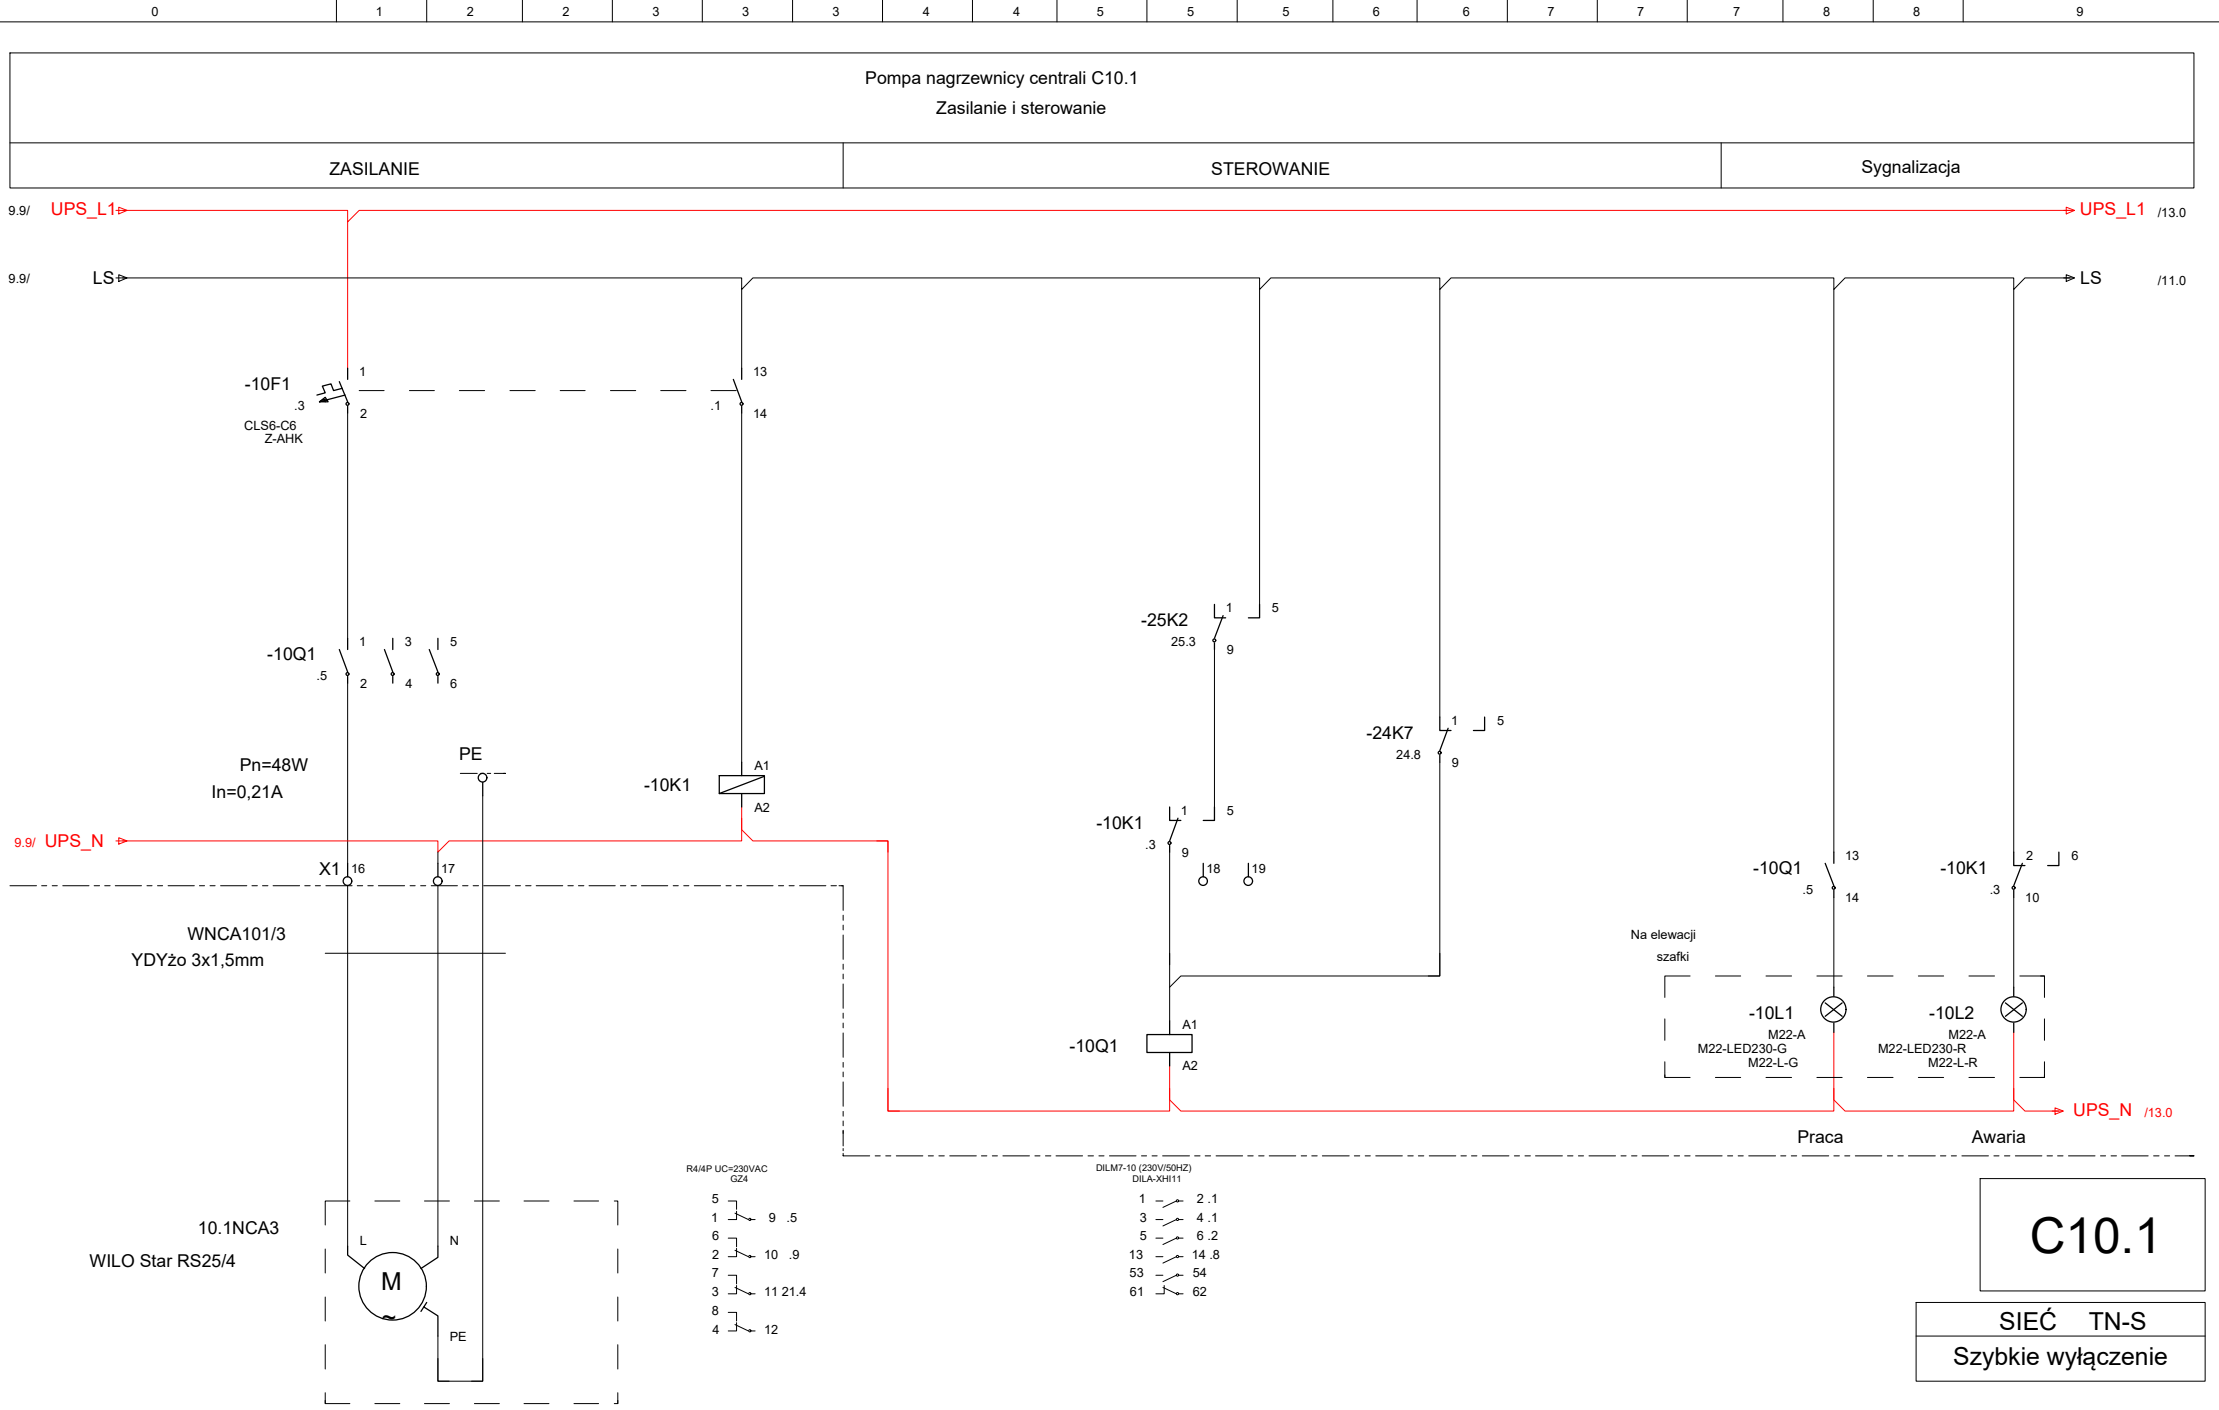 0 1 2 2 3 3 3 4 4 5 5 5 6 6 7 7 7 8 8 9
Pompa nagrzewnicy centrali C10.1
Zasilanie i sterowanie
ZASILANIE
STEROWANIE
Sygnalizacja
9.9/ UPS_L1
UPS_L1 /13.0
9.9/ LS
LS /11.0
-10F1
.3
CLS6-C6
Z-AHK
1
2
13
.1
14
-25K2
25.3
1 5
9
-10Q1
.5
1 3 5
2 4 6
-24K7
24.8
1 5
9
Pn=48W
In=0,21A
PE
-10K1
A1
A2
-10K1
.3
1 5
9
9.9/ UPS_N
X1 16 17
18 19
-10Q1
.5
13
14
-10K1
.3
2 6
10
WNCA101/3
YDYżo 3x1,5mm
Na elewacji
szafki
-10Q1
A1
A2
-10L1
M22-A
M22-LED230-G
M22-L-G
-10L2
M22-A
M22-LED230-R
M22-L-R
UPS_N /13.0
Praca
Awaria
R4/4P UC=230VAC
GZ4
5
1 9 .5
6
2 10 .9
7
3 11 21.4
8
4 12
DILM7-10 (230V/50HZ)
DILA-XHI11
1 2 .1
3 4 .1
5 6 .2
13 14 .8
53 54
61 62
10.1NCA3
WILO Star RS25/4
L N
M
~
PE
C10.1
SIEĆ TN-S
Szybkie wyłączenie